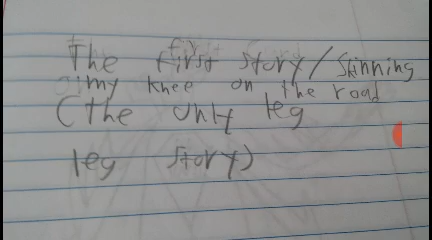 The first story/skinning
my knee on the road
(the only leg
leg story)